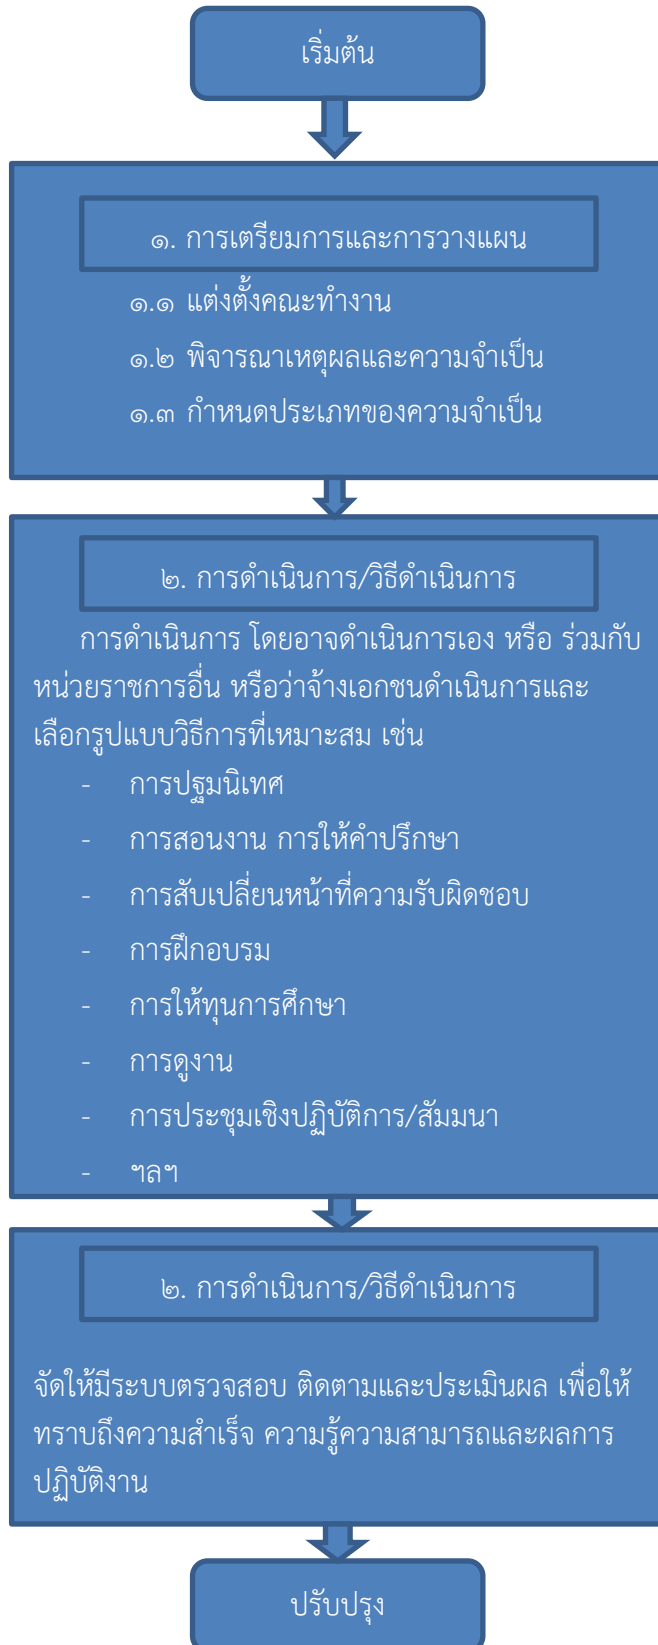 เริ่มต้น
๑. การเตรียมการและการวางแผน
๑.๑ แต่งตั้งคณะทำงาน
๑.๒ พิจารณาเหตุผลและความจำเป็น
๑.๓ กำหนดประเภทของความจำเป็น
๒. การดำเนินการ/วิธีดำเนินการ
การดำเนินการ โดยอาจดำเนินการเอง หรือ ร่วมกับ
หน่วยราชการอื่น หรือว่าจ้างเอกชนดำเนินการและ
เลือกรูปแบบวิธีการที่เหมาะสม เช่น
- การปฐมนิเทศ
- การสอนงาน การให้คำปรึกษา
- การสับเปลี่ยนหน้าที่ความรับผิดชอบ
- การฝึกอบรม
- การให้ทุนการศึกษา
- การดูงาน
- การประชุมเชิงปฏิบัติการ/สัมมนา
- ฯลฯ
๒. การดำเนินการ/วิธีดำเนินการ
จัดให้มีระบบตรวจสอบ ติดตามและประเมินผล เพื่อให้
ทราบถึงความสำเร็จ ความรู้ความสามารถและผลการ
ปฏิบัติงาน
ปรับปรุง